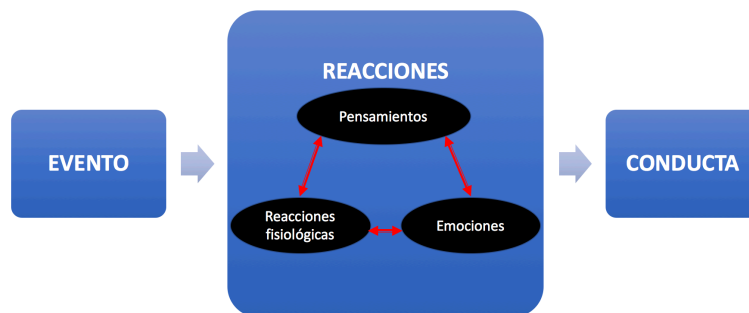 EVENTO
REACCIONES
Pensamientos
Reacciones
fisiológicas
Emociones
CONDUCTA